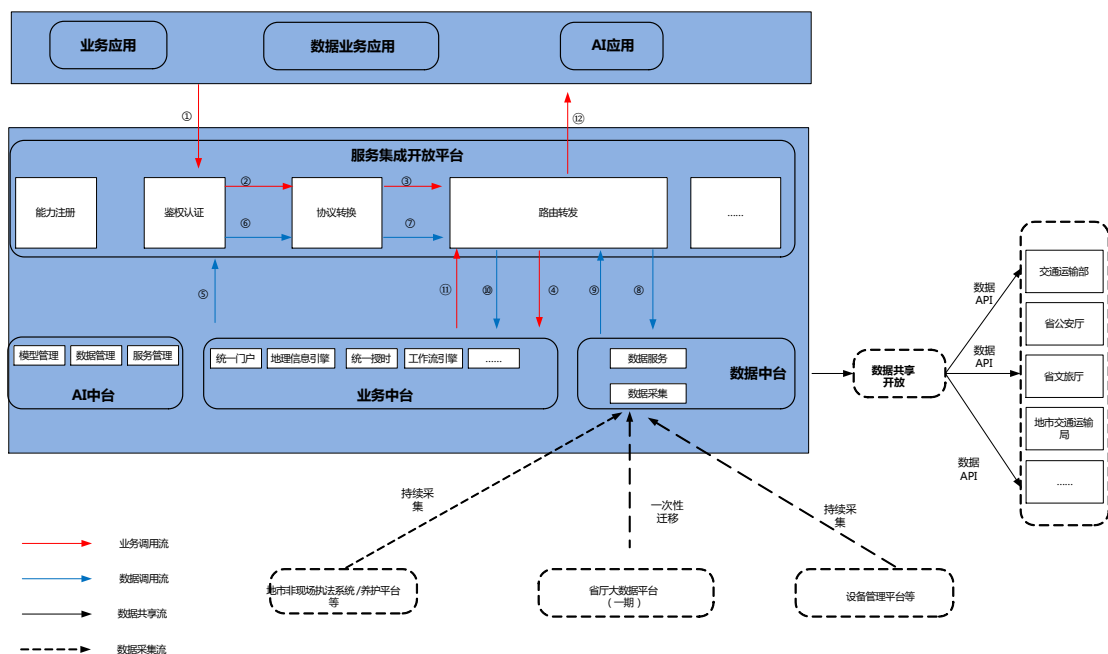 业务应用
数据业务应用
AI应用
①
⑫
服务集成开放平台
能力注册
鉴权认证
②
⑥
协议转换
③
⑦
路由转发
......
⑤
⑪
⑩
④
⑨
⑧
模型管理
数据管理
服务管理
AI中台
统一门户
地理信息引擎
统一授时
工作流引擎
......
业务中台
数据服务
数据采集
数据中台
数据共享
开放
数据
API
数据
API
数据
API
交通运输部
省公安厅
省文旅厅
地市交通运输
局
......
持续采
集
一次性
迁移
持续采
集
地市非现场执法系统/养护平台
等
省厅大数据平台
（一期）
设备管理平台等
业务调用流
数据调用流
数据共享流
数据采集流